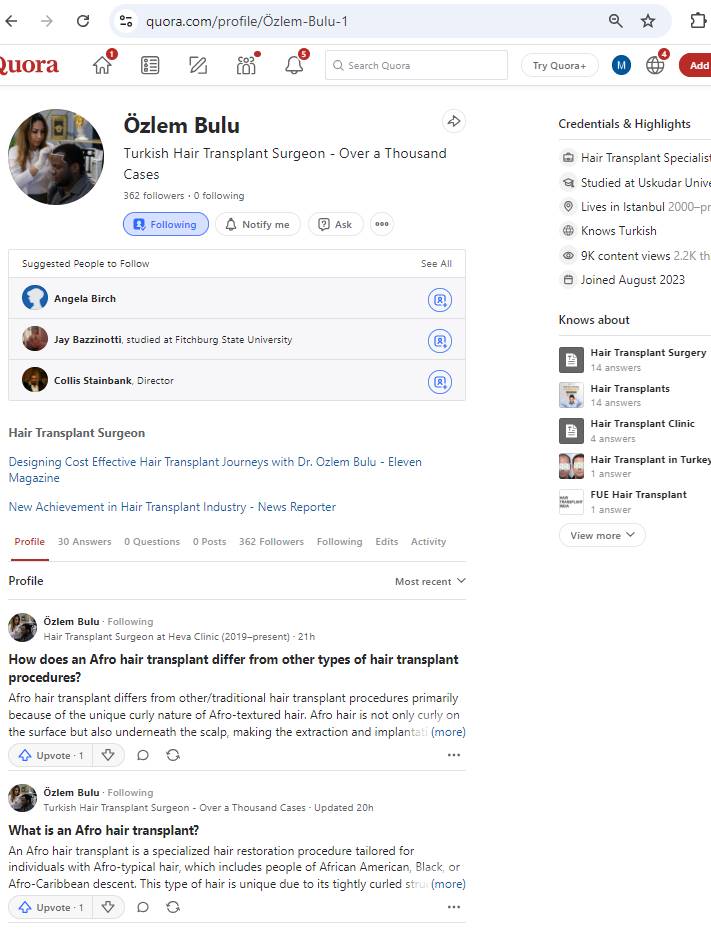 quora.com/profile/Özlem-Bulu-1
Quora
1
5
Search Quora
Try Quora+
M
4
Add
Özlem Bulu
Turkish Hair Transplant Surgeon - Over a Thousand
Cases
362 followers · 0 following
Following
Notify me
Ask
Suggested People to Follow
See All
Angela Birch
Jay Bazzinotti, studied at Fitchburg State University
Collis Stainbank, Director
Hair Transplant Surgeon
Designing Cost Effective Hair Transplant Journeys with Dr. Ozlem Bulu - Eleven
Magazine
New Achievement in Hair Transplant Industry - News Reporter
Profile 30 Answers 0 Questions 0 Posts 362 Followers Following Edits Activity
Profile
Most recent
Özlem Bulu · Following
Hair Transplant Surgeon at Heva Clinic (2019–present) · 21h
How does an Afro hair transplant differ from other types of hair transplant
procedures?
Afro hair transplant differs from other/traditional hair transplant procedures primarily
because of the unique curly nature of Afro-textured hair. Afro hair is not only curly on
the surface but also underneath the scalp, making the extraction and implantati (more)
Upvote · 1
Özlem Bulu · Following
Turkish Hair Transplant Surgeon - Over a Thousand Cases · Updated 20h
What is an Afro hair transplant?
An Afro hair transplant is a specialized hair restoration procedure tailored for
individuals with Afro-typical hair, which includes people of African American, Black, or
Afro-Caribbean descent. This type of hair is unique due to its tightly curled stru (more)
Upvote · 1
Credentials & Highlights
Hair Transplant Specialist
Studied at Uskudar Unive
Lives in Istanbul 2000–pr
Knows Turkish
9K content views 2.2K th
Joined August 2023
Knows about
Hair Transplant Surgery
14 answers
Hair Transplants
14 answers
Hair Transplant Clinic
4 answers
Hair Transplant in Turkey
1 answer
FUE Hair Transplant
1 answer
View more